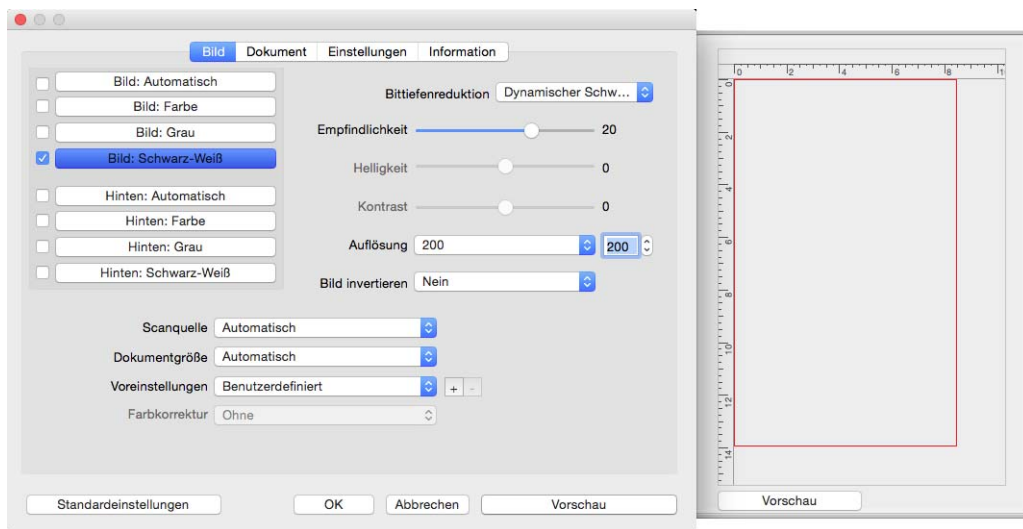 Bild Dokument Einstellungen Information
Bild: Automatisch
Bild: Farbe
Bild: Grau
Bild: Schwarz-Weiß
Hinten: Automatisch
Hinten: Farbe
Hinten: Grau
Hinten: Schwarz-Weiß
Bittiefenreduktion Dynamischer Schw...
Empfindlichkeit 20
Helligkeit 0
Kontrast 0
Auflösung 200 200
Bild invertieren Nein
Scanquelle Automatisch
Dokumentgröße Automatisch
Voreinstellungen Benutzerdefiniert + -
Farbkorrektur Ohne
Standardeinstellungen OK Abbrechen Vorschau
0 2 4 6 8
0
2
4
6
8
10
12
14
Vorschau